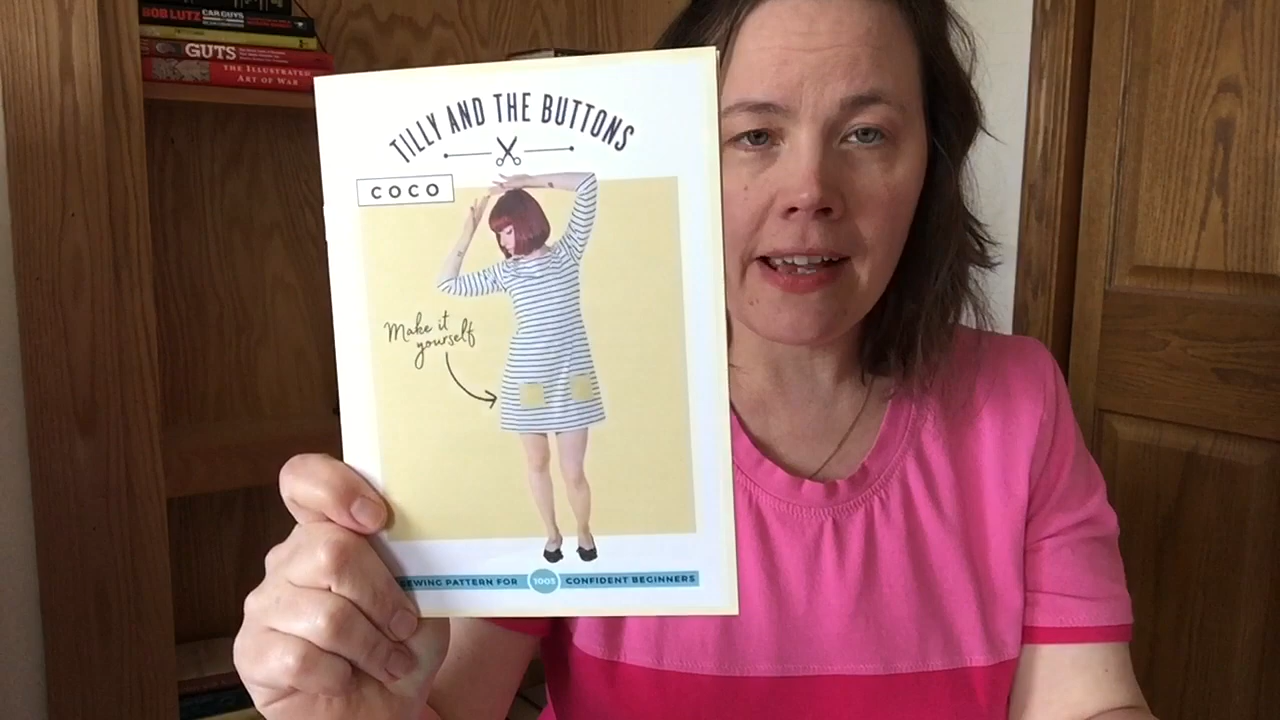 BOB LUTZ CAR GUYS
GUTS
THE ILLUSTRATED
ART OF WAR
TILLY AND THE BUTTONS
COCO
Make it
yourself
SEWING PATTERN FOR 1005 CONFIDENT BEGINNERS